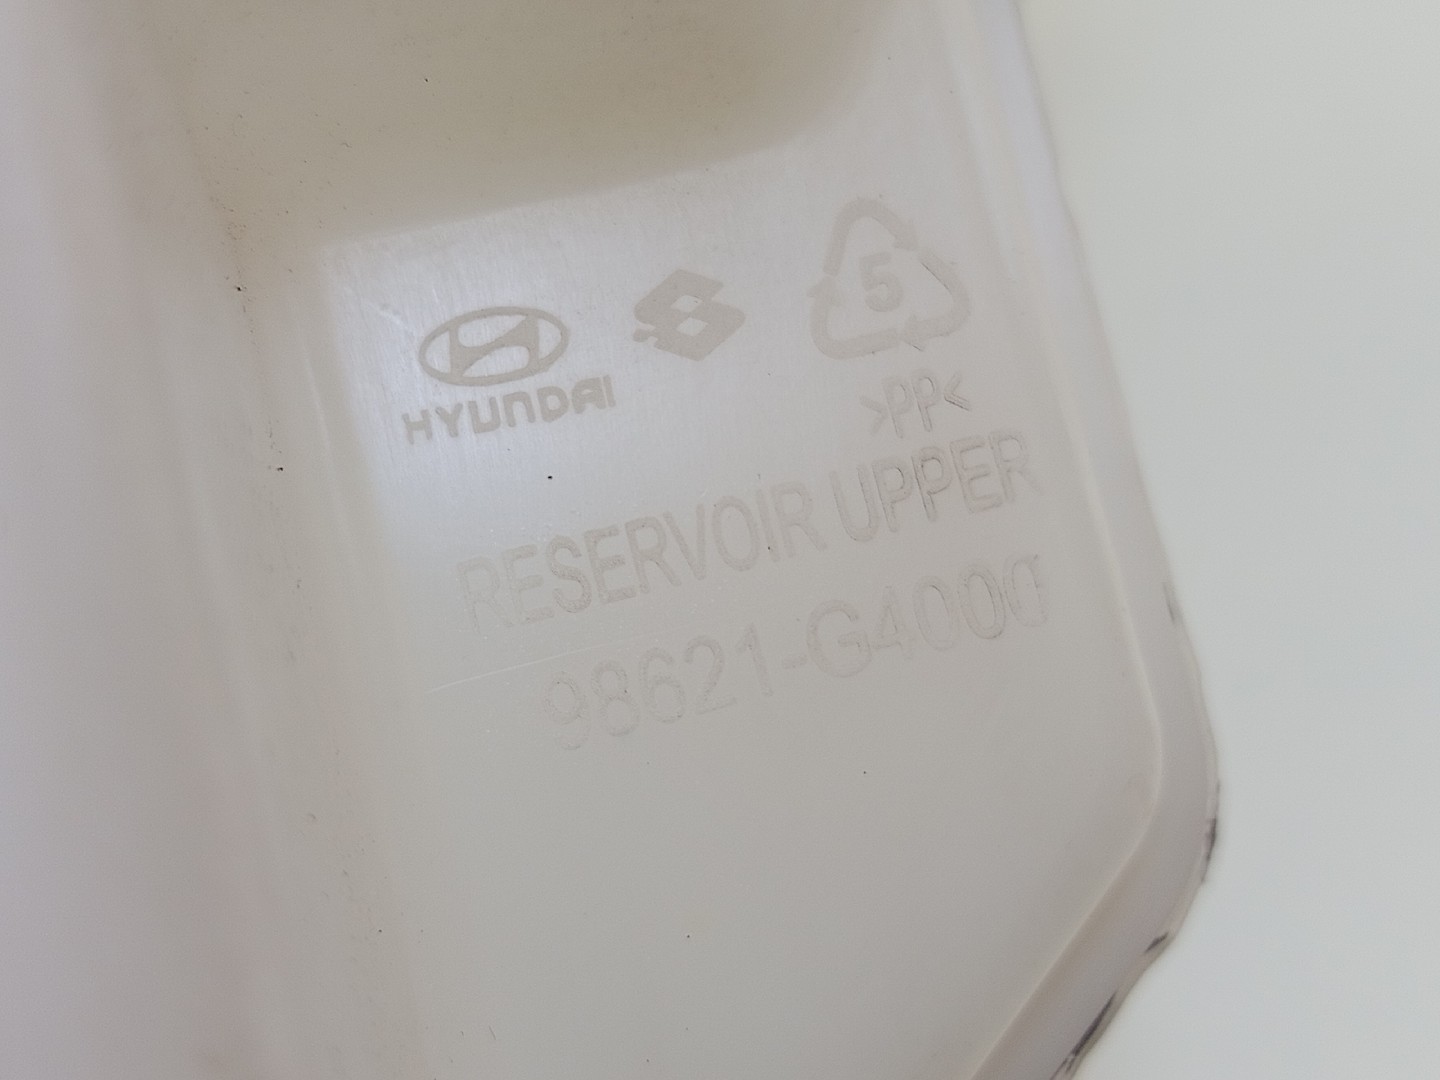 5
HYUNDAI
>PP<
RESERVOIR UPPER
98621-G4000